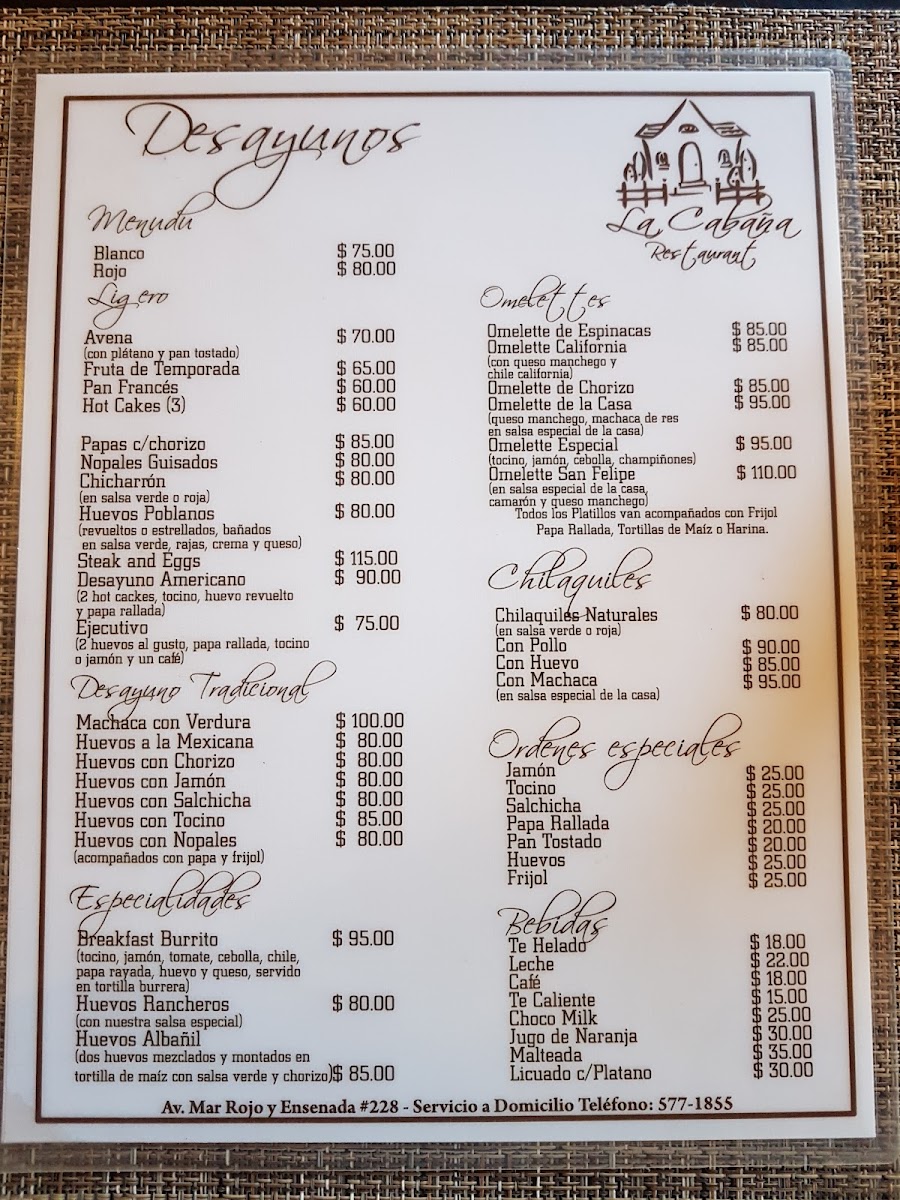 Desayunos
La Cabaña
Restaurant
Menudu
Blanco $ 75.00
Rojo $ 80.00
Ligero
Avena $ 70.00
(con plátano y pan tostado)
Fruta de Temporada $ 65.00
Pan Francés $ 60.00
Hot Cakes (3) $ 60.00
Papas c/chorizo $ 85.00
Nopales Guisados $ 80.00
Chicharrón $ 80.00
(en salsa verde o roja)
Huevos Poblanos $ 80.00
(revueltos o estrellados, bañados
en salsa verde, rajas, crema y queso)
Steak and Eggs $ 115.00
Desayuno Americano $ 90.00
(2 hot cackes, tocino, huevo revuelto
y papa rallada)
Ejecutivo $ 75.00
(2 huevos al gusto, papa rallada, tocino
o jamón y un café)
Desayuno Tradicional
Machaca con Verdura $ 100.00
Huevos a la Mexicana $ 80.00
Huevos con Chorizo $ 80.00
Huevos con Jamón $ 80.00
Huevos con Salchicha $ 80.00
Huevos con Tocino $ 85.00
Huevos con Nopales $ 80.00
(acompañados con papa y frijol)
Especialidades
Breakfast Burrito $ 95.00
(tocino, jamón, tomate, cebolla, chile,
papa rayada, huevo y queso, servido
en tortilla burrera)
Huevos Rancheros $ 80.00
(con nuestra salsa especial)
Huevos Albañil
(dos huevos mezclados y montados en
tortilla de maíz con salsa verde y chorizo)$ 85.00
Omelettes
Omelette de Espinacas $ 85.00
Omelette California $ 85.00
(con queso manchego y
chile california)
Omelette de Chorizo $ 85.00
Omelette de la Casa $ 95.00
(queso manchego, machaca de res
en salsa especial de la casa)
Omelette Especial $ 95.00
(tocino, jamón, cebolla, champiñones)
Omelette San Felipe $ 110.00
(en salsa especial de la casa,
camarón y queso manchego)
Todos los Platillos van acompañados con Frijol
Papa Rallada, Tortillas de Maíz o Harina.
Chilaquiles
Chilaquiles Naturales $ 80.00
(en salsa verde o roja)
Con Pollo $ 90.00
Con Huevo $ 85.00
Con Machaca $ 95.00
(en salsa especial de la casa)
Ordenes especiales
Jamón $ 25.00
Tocino $ 25.00
Salchicha $ 25.00
Papa Rallada $ 20.00
Pan Tostado $ 20.00
Huevos $ 25.00
Frijol $ 25.00
Bebidas
Te Helado $ 18.00
Leche $ 22.00
Café $ 18.00
Te Caliente $ 15.00
Choco Milk $ 25.00
Jugo de Naranja $ 30.00
Malteada $ 35.00
Licuado c/Platano $ 30.00
Av. Mar Rojo y Ensenada #228 - Servicio a Domicilio Teléfono: 577-1855